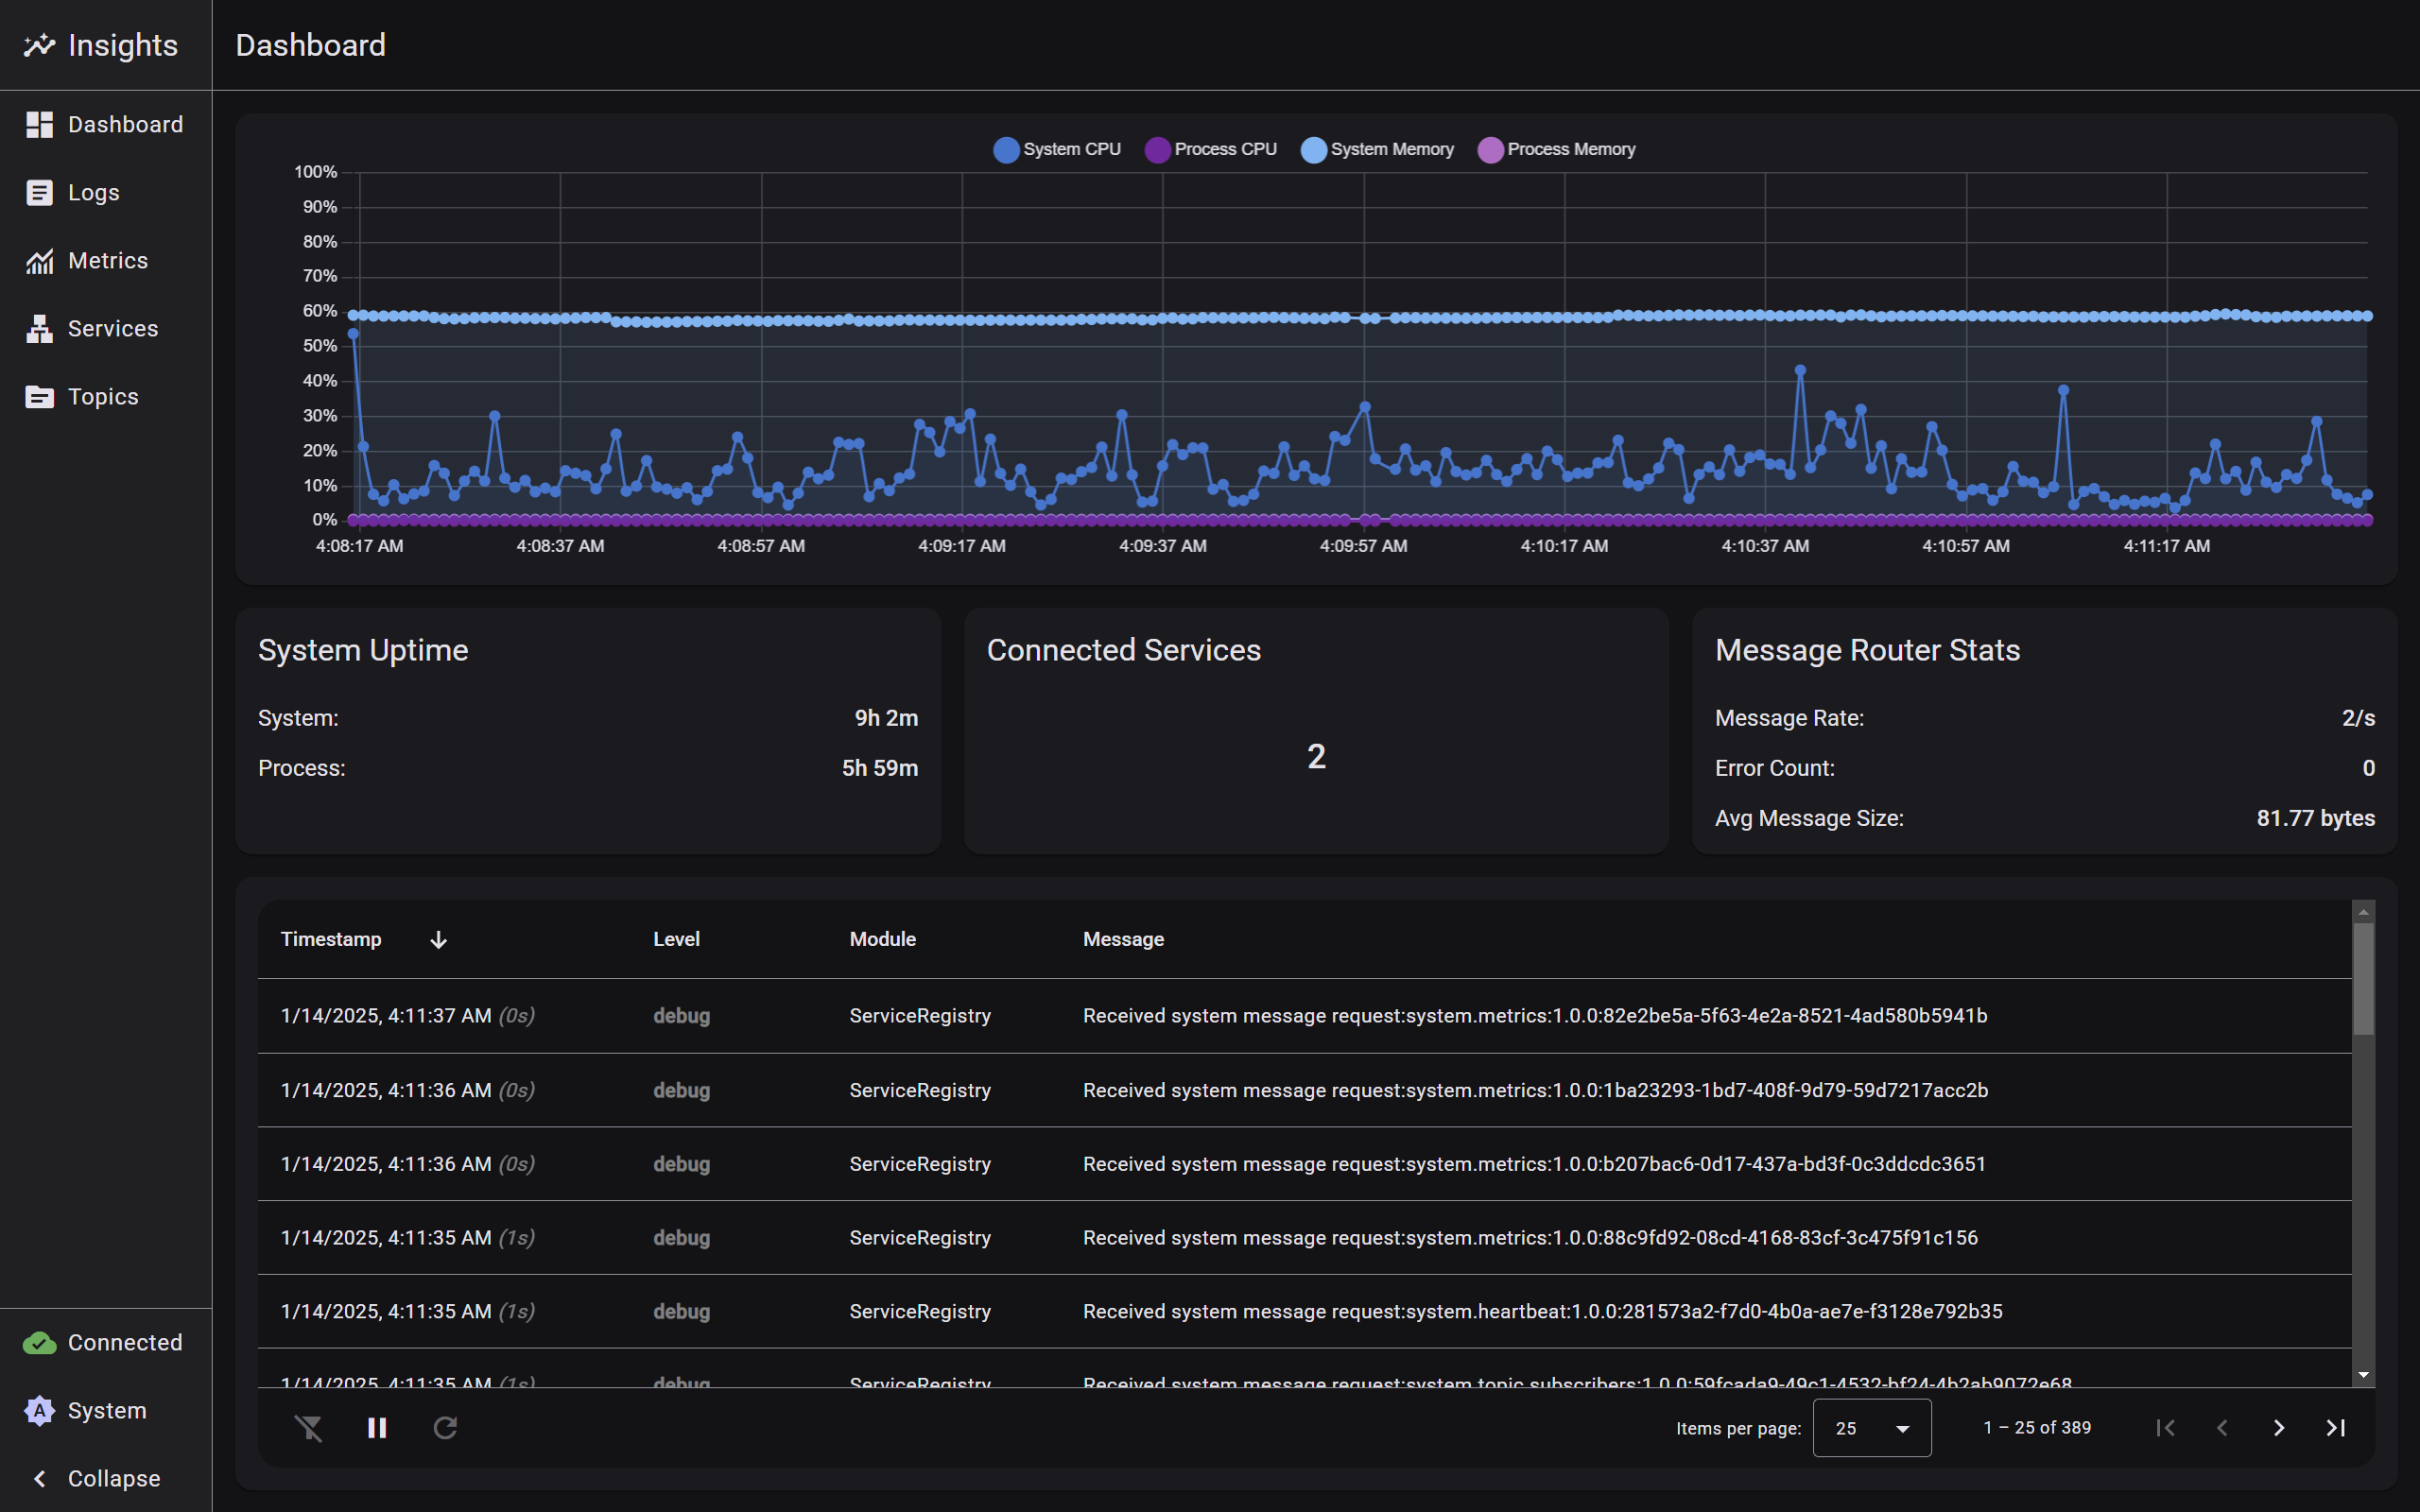 Insights
Dashboard
Dashboard
Logs
Metrics
Services
Topics
System CPU Process CPU System Memory Process Memory
100%
90%
80%
70%
60%
50%
40%
30%
20%
10%
0%
4:08:17 AM 4:08:37 AM 4:08:57 AM 4:09:17 AM 4:09:37 AM 4:09:57 AM 4:10:17 AM 4:10:37 AM 4:10:57 AM 4:11:17 AM
System Uptime
System: 9h 2m
Process: 5h 59m
Connected Services
2
Message Router Stats
Message Rate: 2/s
Error Count: 0
Avg Message Size: 81.77 bytes
Timestamp Level Module Message
1/14/2025, 4:11:37 AM (0s) debug ServiceRegistry Received system message request:system.metrics:1.0.0:82e2be5a-5f63-4e2a-8521-4ad580b5941b
1/14/2025, 4:11:36 AM (0s) debug ServiceRegistry Received system message request:system.metrics:1.0.0:1ba23293-1bd7-408f-9d79-59d7217acc2b
1/14/2025, 4:11:36 AM (0s) debug ServiceRegistry Received system message request:system.metrics:1.0.0:b207bac6-0d17-437a-bd3f-0c3ddcdc3651
1/14/2025, 4:11:35 AM (1s) debug ServiceRegistry Received system message request:system.metrics:1.0.0:88c9fd92-08cd-4168-83cf-3c475f91c156
1/14/2025, 4:11:35 AM (1s) debug ServiceRegistry Received system message request:system.heartbeat:1.0.0:281573a2-f7d0-4b0a-ae7e-f3128e792b35
1/14/2025, 4:11:35 AM (1s) debug ServiceRegistry Received system message request:system.topic.subscribers:1.0.0:59fcada9-49c1-4532-bf24-4b2ab9072e68
Items per page: 25 1 – 25 of 389
Connected
A System
Collapse